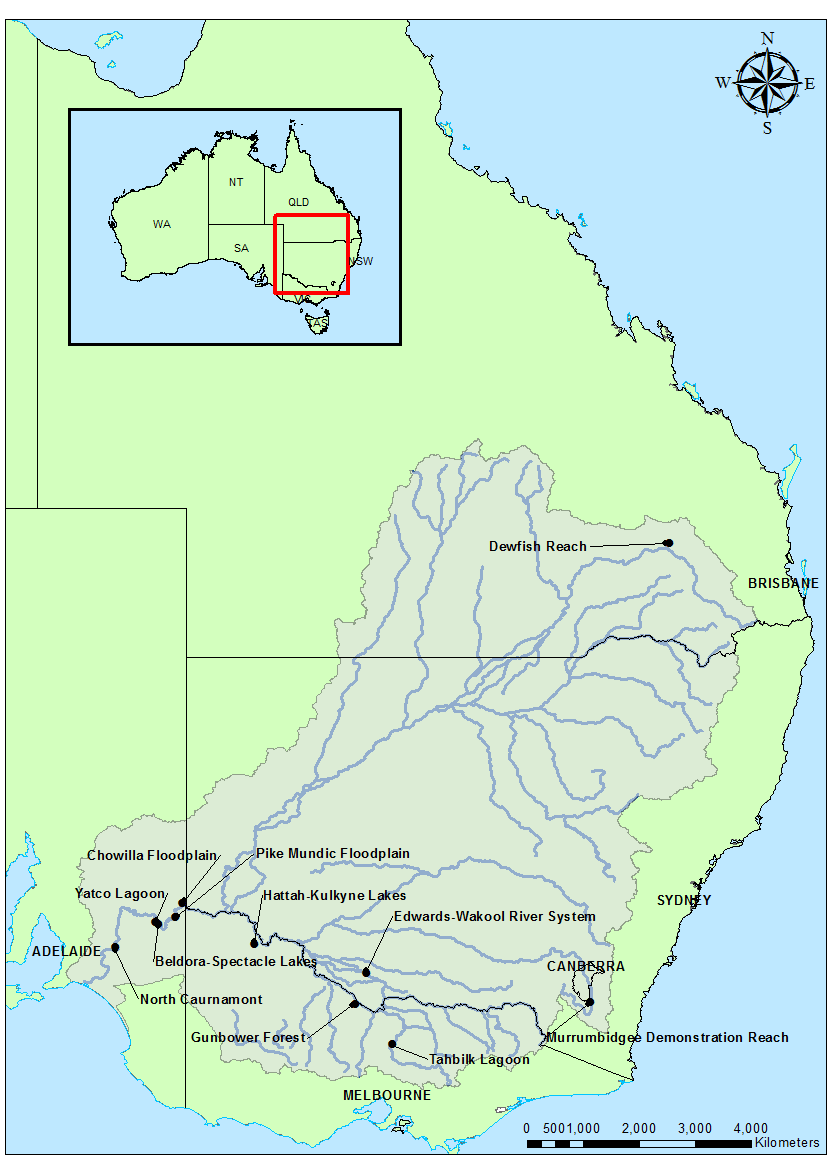 N
W E
S
NT
QLD
WA
SA
NSW
VIC
TAS
Dewfish Reach
BRISBANE
Chowilla Floodplain
Pike Mundic Floodplain
Yatco Lagoon
Hattah-Kulkyne Lakes
SYDNEY
Edwards-Wakool River System
ADELAIDE
Beldora-Spectacle Lakes
CANBERRA
North Caurnamont
Gunbower Forest
Murrumbidgee Demonstration Reach
Tahbilk Lagoon
MELBOURNE
0 500 1,000 2,000 3,000 4,000
Kilometers